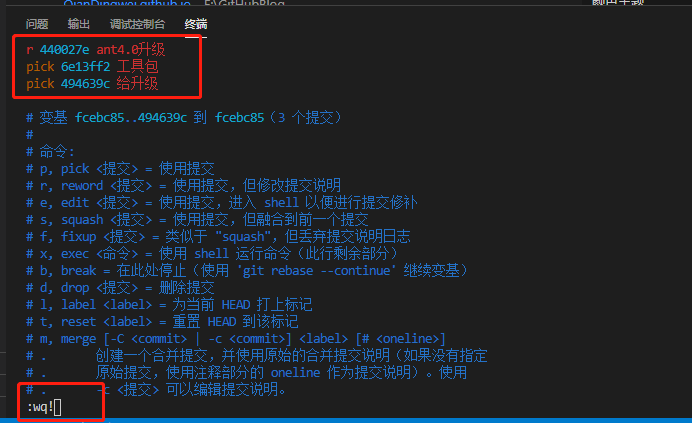 QianDingwei.github.io E:\GitHubBlog
问题 输出 调试控制台 终端
r 440027e ant4.0升级
pick 6e13ff2 工具包
pick 494639c 给升级
# 变基 fcebc85..494639c 到 fcebc85（3 个提交）
#
# 命令:
# p, pick <提交> = 使用提交
# r, reword <提交> = 使用提交，但修改提交说明
# e, edit <提交> = 使用提交，进入 shell 以便进行提交修补
# s, squash <提交> = 使用提交，但融合到前一个提交
# f, fixup <提交> = 类似于 "squash"，但丢弃提交说明日志
# x, exec <命令> = 使用 shell 运行命令（此行剩余部分）
# b, break = 在此处停止（使用 'git rebase --continue' 继续变基）
# d, drop <提交> = 删除提交
# l, label <label> = 为当前 HEAD 打上标记
# t, reset <label> = 重置 HEAD 到该标记
# m, merge [-C <commit> | -c <commit>] <label> [# <oneline>]
# . 创建一个合并提交，并使用原始的合并提交说明（如果没有指定
# . 原始提交，使用注释部分的 oneline 作为提交说明）。使用
# . -c <提交> 可以编辑提交说明。
:wq!